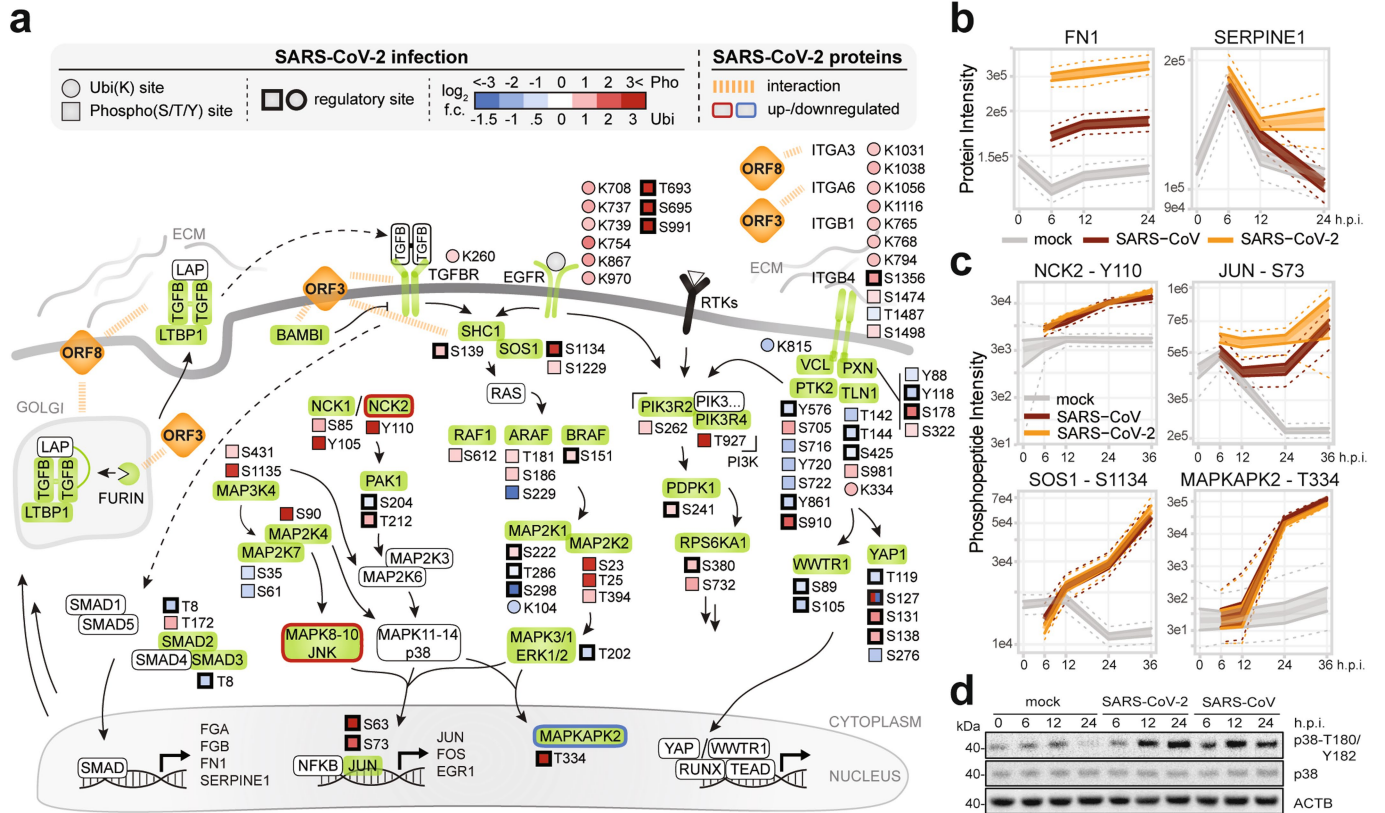 a
SARS-CoV-2 infection
Ubi(K) site
Phospho(S/T/Y) site
regulatory site
log2 f.c.
<-3 -2 -1 0 1 2 3< Pho
-1.5 -1 -.5 0 1 2 3 Ubi
SARS-CoV-2 proteins
interaction
up-/downregulated
ORF8
ORF3
ITGA3
ITGA6
ITGB1
ITGB4
K1031
K1038
K1056
K1116
K765
K768
K794
S1356
S1474
T1487
S1498
ECM
K708
K737
K739
K754
K867
K970
T693
S695
S991
ECM
LAP
TGFB
TGFB
LTBP1
TGFB
TGFB
K260
TGFBR
EGFR
RTKs
ORF3
BAMBI
ORF8
GOLGI
LAP
TGFB
TGFB
LTBP1
FURIN
ORF3
SHC1
S139
SOS1
S1134
S1229
RAS
NCK1
/
NCK2
S85
Y105
Y110
RAF1
S612
ARAF
T181
S186
S229
BRAF
S151
PIK3R2
PIK3...
PIK3R4
S262
T927
PI3K
K815
VCL
PXN
PTK2
TLN1
Y88
Y118
S178
S322
Y576
S705
S716
Y720
S722
Y861
S910
T142
T144
S425
S981
K334
S431
S1135
MAP3K4
S90
MAP2K4
MAP2K7
S35
S61
PAK1
S204
T212
MAP2K3
MAP2K6
MAP2K1
MAP2K2
S222
T286
S298
K104
S23
T25
T394
PDPK1
S241
RPS6KA1
S380
S732
WWTR1
S89
S105
YAP1
T119
S127
S131
S138
S276
SMAD1
SMAD5
T8
T172
SMAD2
SMAD4
SMAD3
T8
MAPK8-10
JNK
MAPK11-14
p38
MAPK3/1
ERK1/2
T202
SMAD
FGA
FGB
FN1
SERPINE1
S63
S73
NFKB
JUN
JUN
FOS
EGR1
MAPKAPK2
T334
YAP
/
WWTR1
RUNX
TEAD
CYTOPLASM
NUCLEUS
b
FN1
SERPINE1
Protein Intensity
3e5
2e5
1.5e5
2e5
1e5
9e4
0 6 12 24
0 6 12 24 h.p.i.
mock
SARS−CoV
SARS−CoV-2
c
NCK2 - Y110
JUN - S73
Phosphopeptide Intensity
3e4
3e3
3e2
3e1
1e6
5e5
3e5
2e5
mock
SARS−CoV
SARS−CoV-2
0 6 12 24 36
0 6 12 24 36 h.p.i.
SOS1 - S1134
MAPKAPK2 - T334
7e4
5e4
3e4
1e4
3e5
3e4
3e3
3e2
3e1
0 6 12 24 36
0 6 12 24 36 h.p.i.
d
mock
SARS-CoV-2
SARS-CoV
kDa
0 6 12 24 6 12 24 6 12 24 h.p.i.
40-
p38-T180/
Y182
40-
p38
40-
ACTB